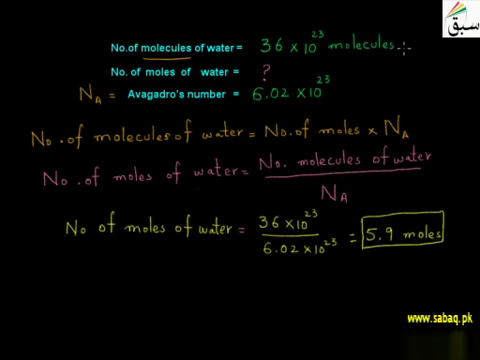 سبق
No.of molecules of water = 36 × 10^23 molecules
No. of moles of water = ?
N_A = Avagadro's number = 6.02 × 10^23
No. of molecules of water = No. of moles × N_A
No. of moles of water = No. molecules of water / N_A
No of moles of water = 36 × 10^23 / 6.02 × 10^23 = 5.9 moles
www.sabaq.pk